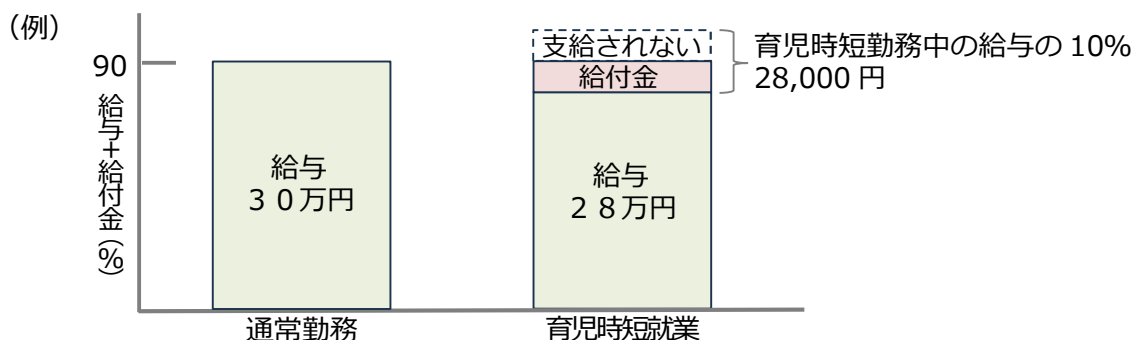 (例)
90
給与+給付金(%)
給与
30万円
通常勤務
支給されない
給付金
給与
28万円
育児時短就業
育児時短勤務中の給与の 10%
28,000 円